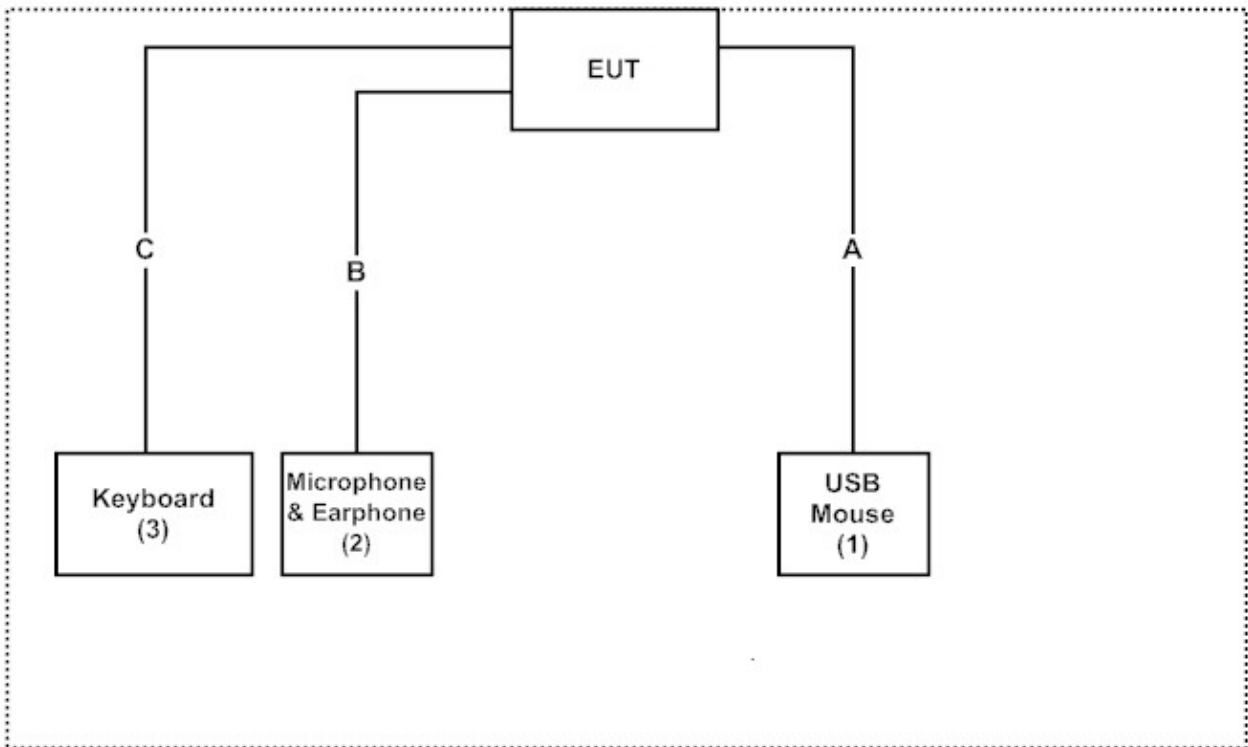 EUT
C
B
A
Keyboard
(3)
Microphone
& Earphone
(2)
USB
Mouse
(1)